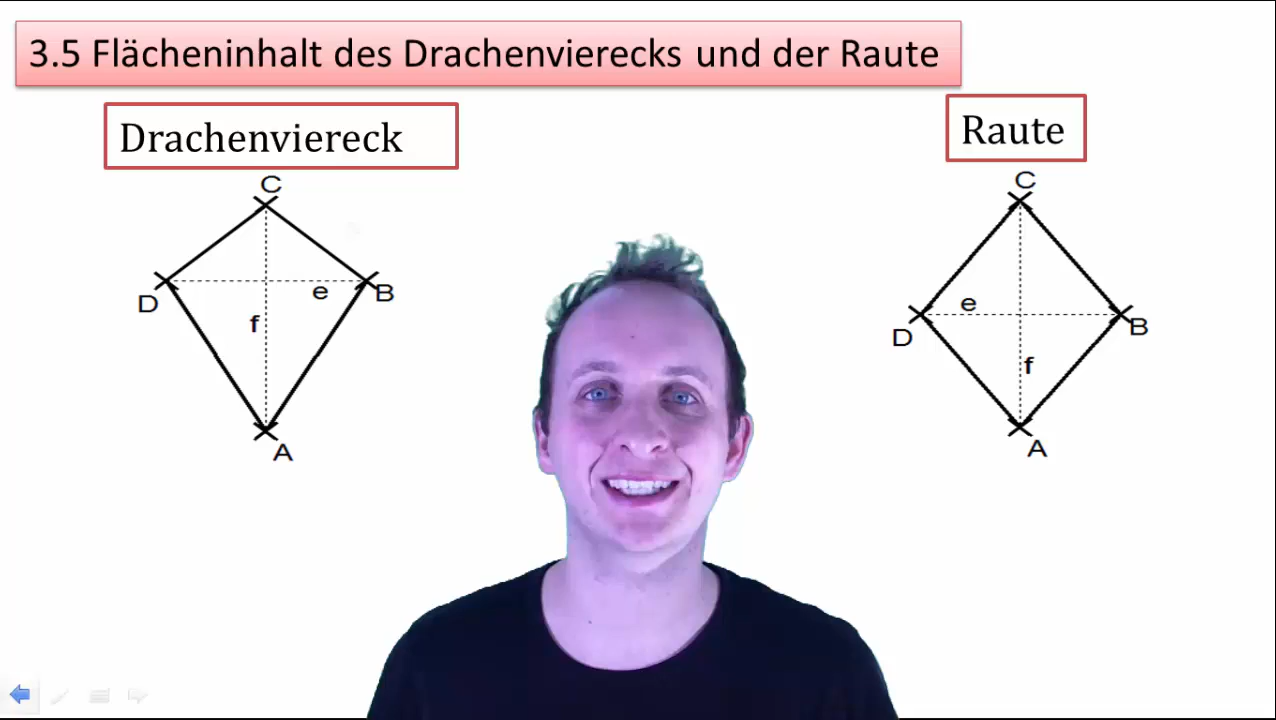 3.5 Flächeninhalt des Drachenvierecks und der Raute
Drachenviereck
Raute
C
D
e
B
f
A
C
e
D
B
f
A